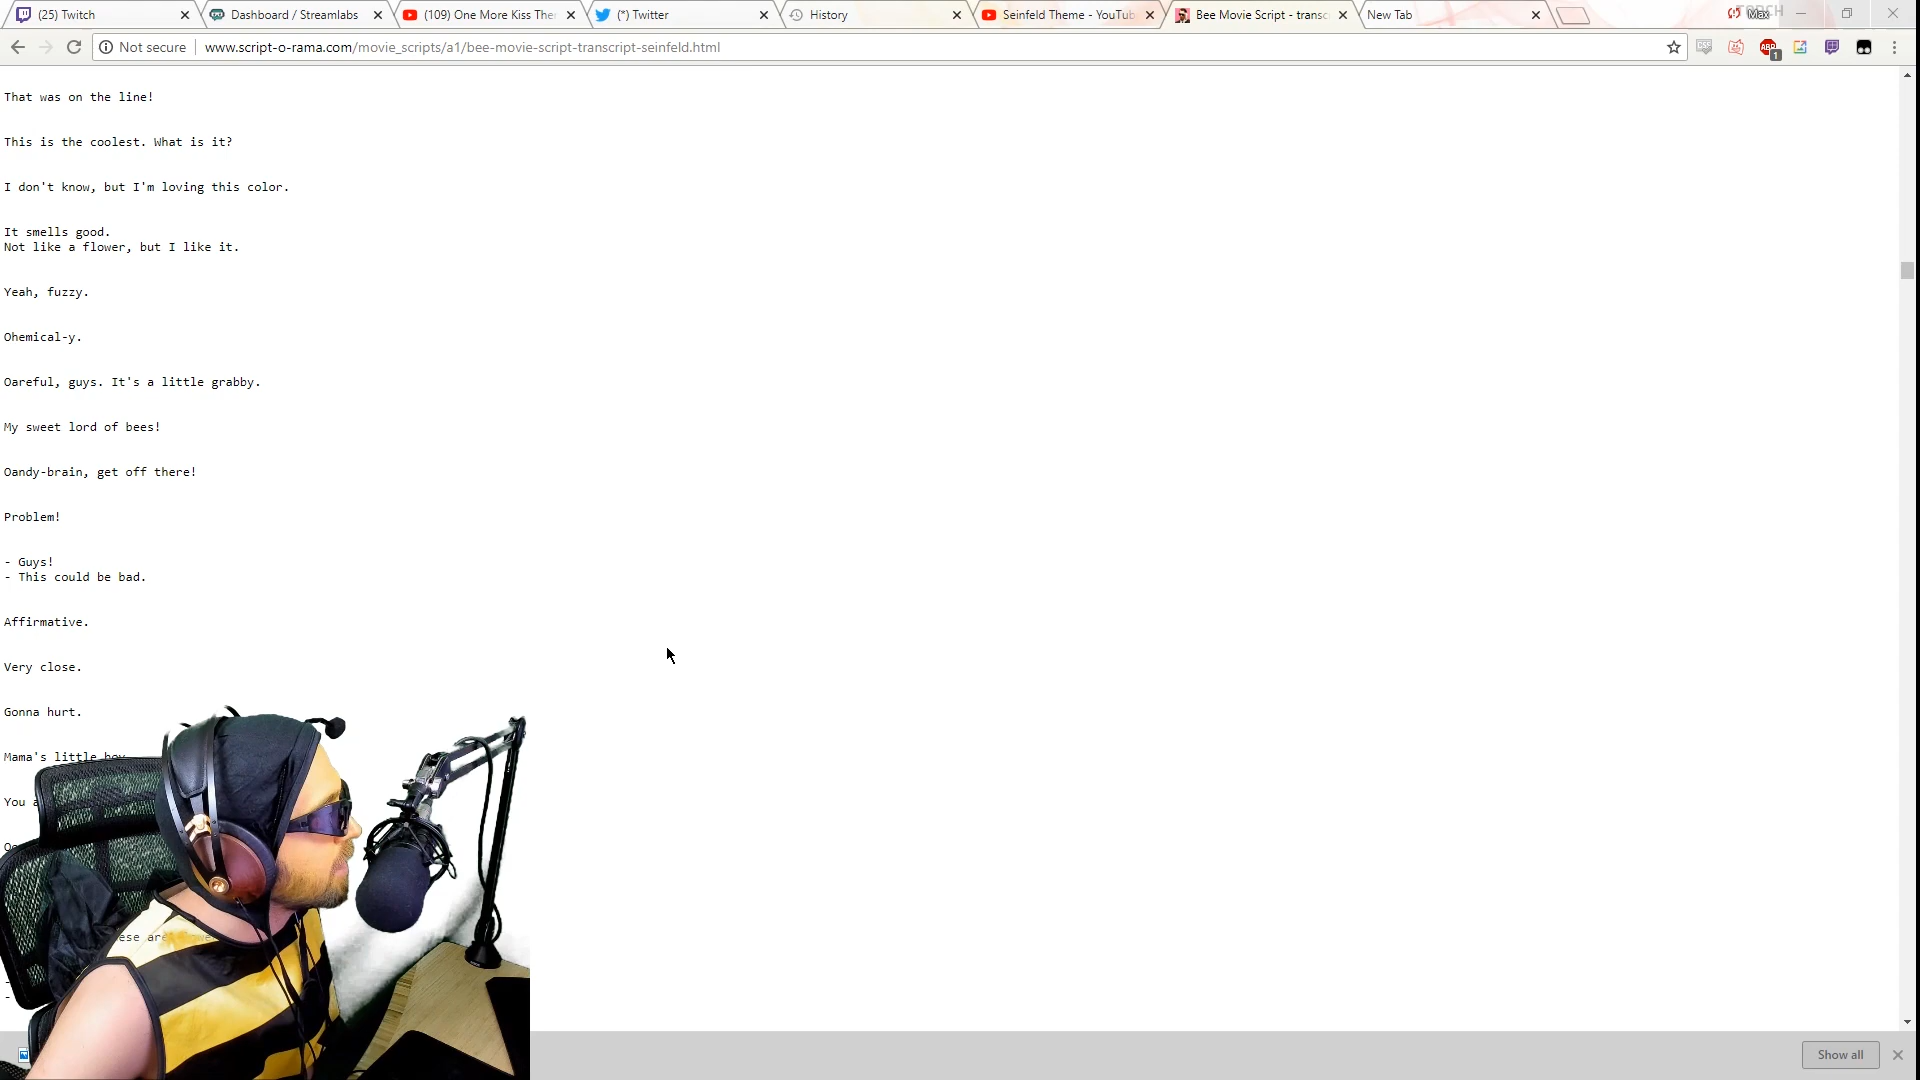 (25) Twitch
Dashboard / Streamlabs
(109) One More Kiss The
(*) Twitter
History
Seinfeld Theme - YouTub
Bee Movie Script - transc
New Tab
Max
Not secure
www.script-o-rama.com/movie_scripts/a1/bee-movie-script-transcript-seinfeld.html
ABP
1
That was on the line!
This is the coolest. What is it?
I don't know, but I'm loving this color.
It smells good.
Not like a flower, but I like it.
Yeah, fuzzy.
Ohemical-y.
Oareful, guys. It's a little grabby.
My sweet lord of bees!
Oandy-brain, get off there!
Problem!
- Guys!
- This could be bad.
Affirmative.
Very close.
Gonna hurt.
Mama's little boy.
You a
-
-
Show all